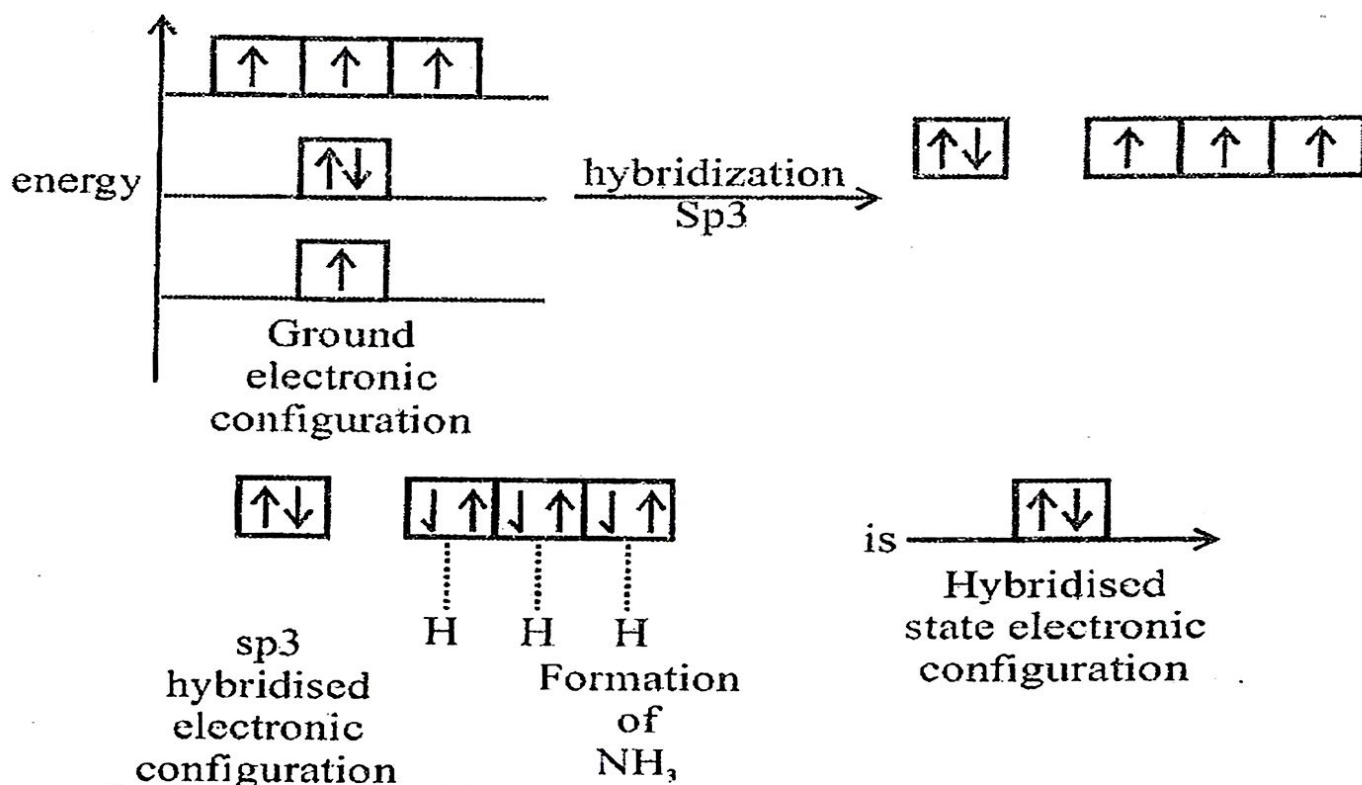 energy
hybridization
Sp3
Ground
electronic
configuration
H H H
sp3
hybridised
electronic
configuration
Formation
of
NH₃
is
Hybridised
state electronic
configuration